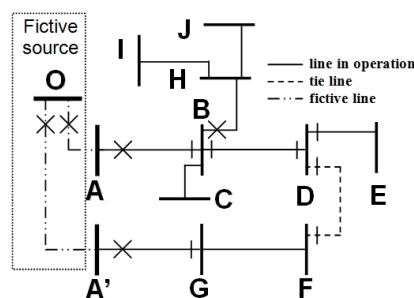 Fictive
source
O
J
I
H
B
A
C
D
E
A'
G
F
line in operation
tie line
fictive line